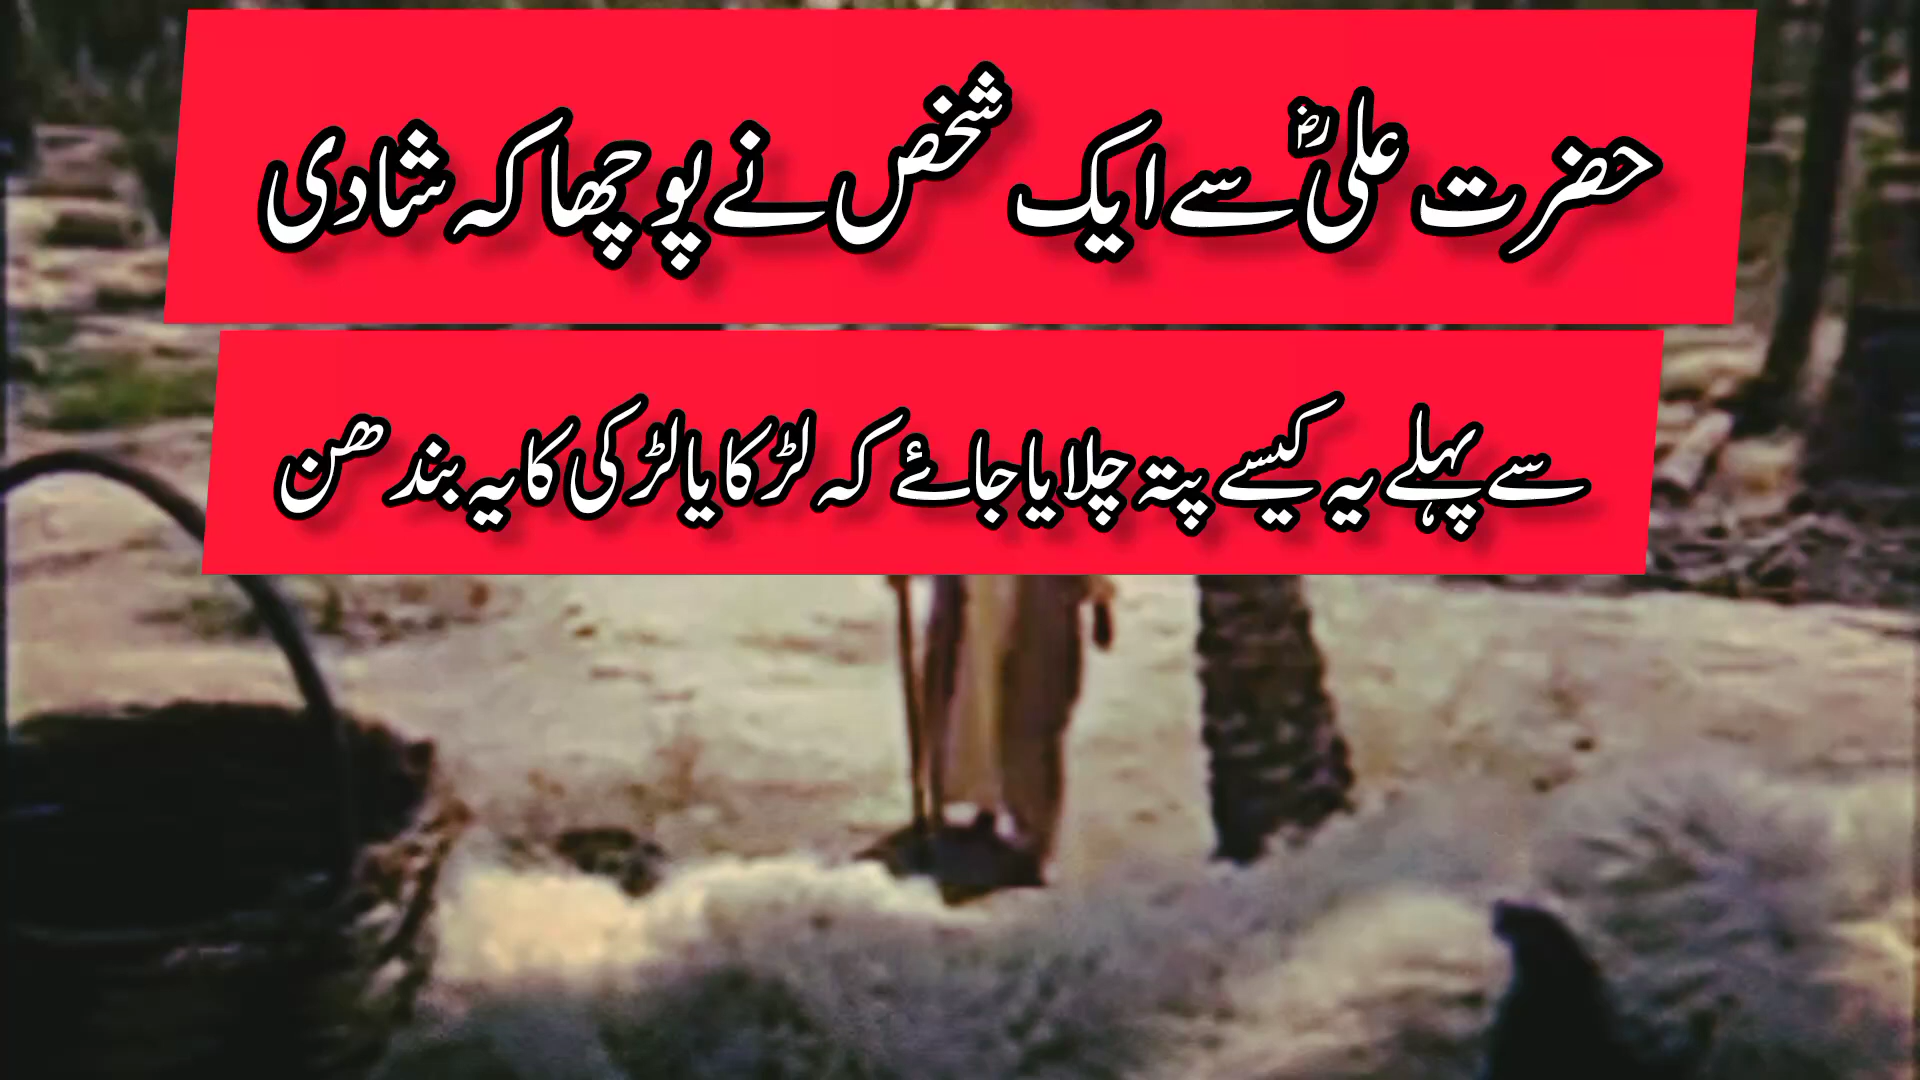 حضرت علیؓ سے ایک شخص نے پوچھا کہ شادی
سے پہلے یہ کیسے پتہ چلایا جائے کہ لڑکا یا لڑکی کا یہ بندھن